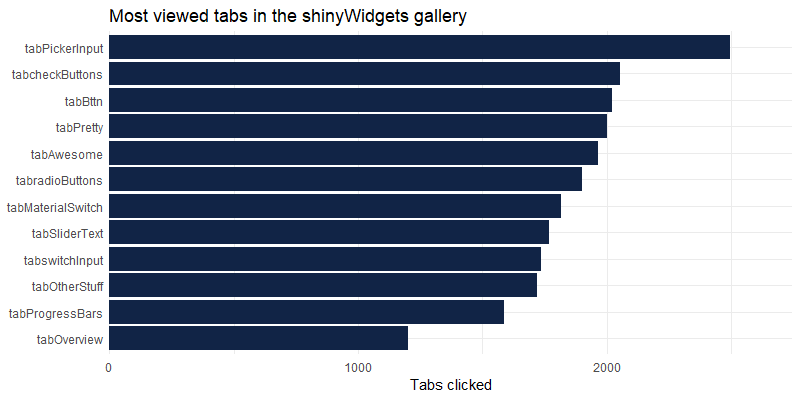 Most viewed tabs in the shinyWidgets gallery
tabPickerInput
tabcheckButtons
tabBttn
tabPretty
tabAwesome
tabradioButtons
tabMaterialSwitch
tabSliderText
tabswitchInput
tabOtherStuff
tabProgressBars
tabOverview
0 1000 2000
Tabs clicked